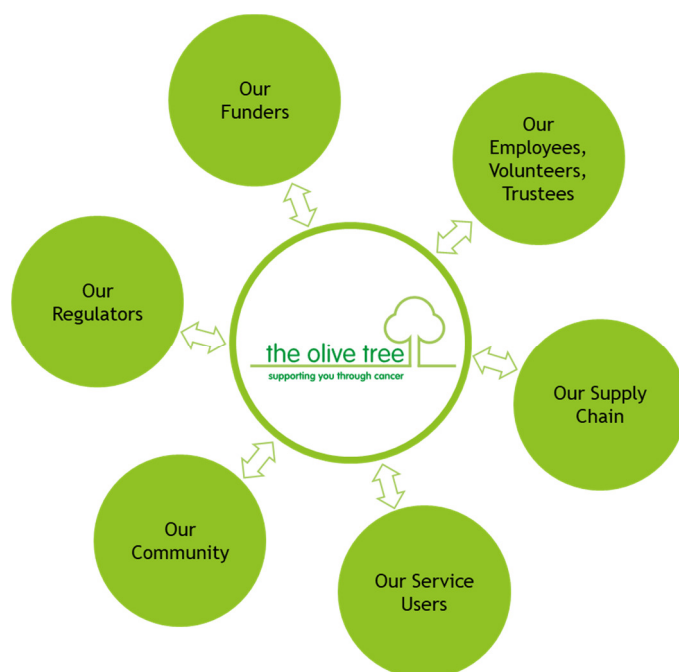 Our
Funders
Our
Employees,
Volunteers,
Trustees
Our
Regulators
the olive tree
supporting you through cancer
Our Supply
Chain
Our
Community
Our Service
Users